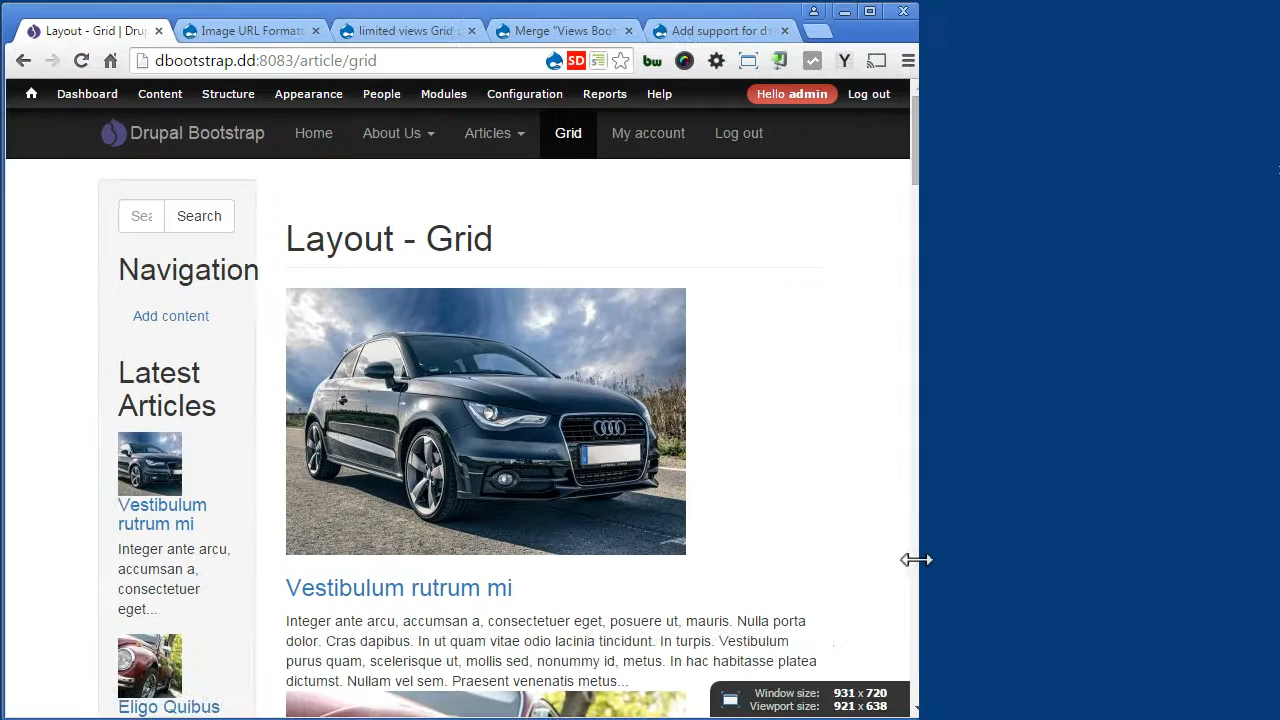 Layout - Grid | Dru
Image URL Format
limited views Grid s
Merge "Views Boot
Add support for d
dbootstrap.dd:8083/article/grid
SD
bw
Y
Dashboard Content Structure Appearance People Modules Configuration Reports Help Hello admin Log out
Drupal Bootstrap Home About Us Articles Grid My account Log out
Sea
Search
Navigation
Add content
Latest
Articles
Vestibulum
rutrum mi
Integer ante arcu,
accumsan a,
consectetuer
eget...
Eligo Quibus
Layout - Grid
Vestibulum rutrum mi
Integer ante arcu, accumsan a, consectetuer eget, posuere ut, mauris. Nulla porta
dolor. Cras dapibus. In ut quam vitae odio lacinia tincidunt. In turpis. Vestibulum
purus quam, scelerisque ut, mollis sed, nonummy id, metus. In hac habitasse platea
dictumst. Nullam vel sem. Praesent venenatis metus...
Window size: 931 x 720
Viewport size: 921 x 638